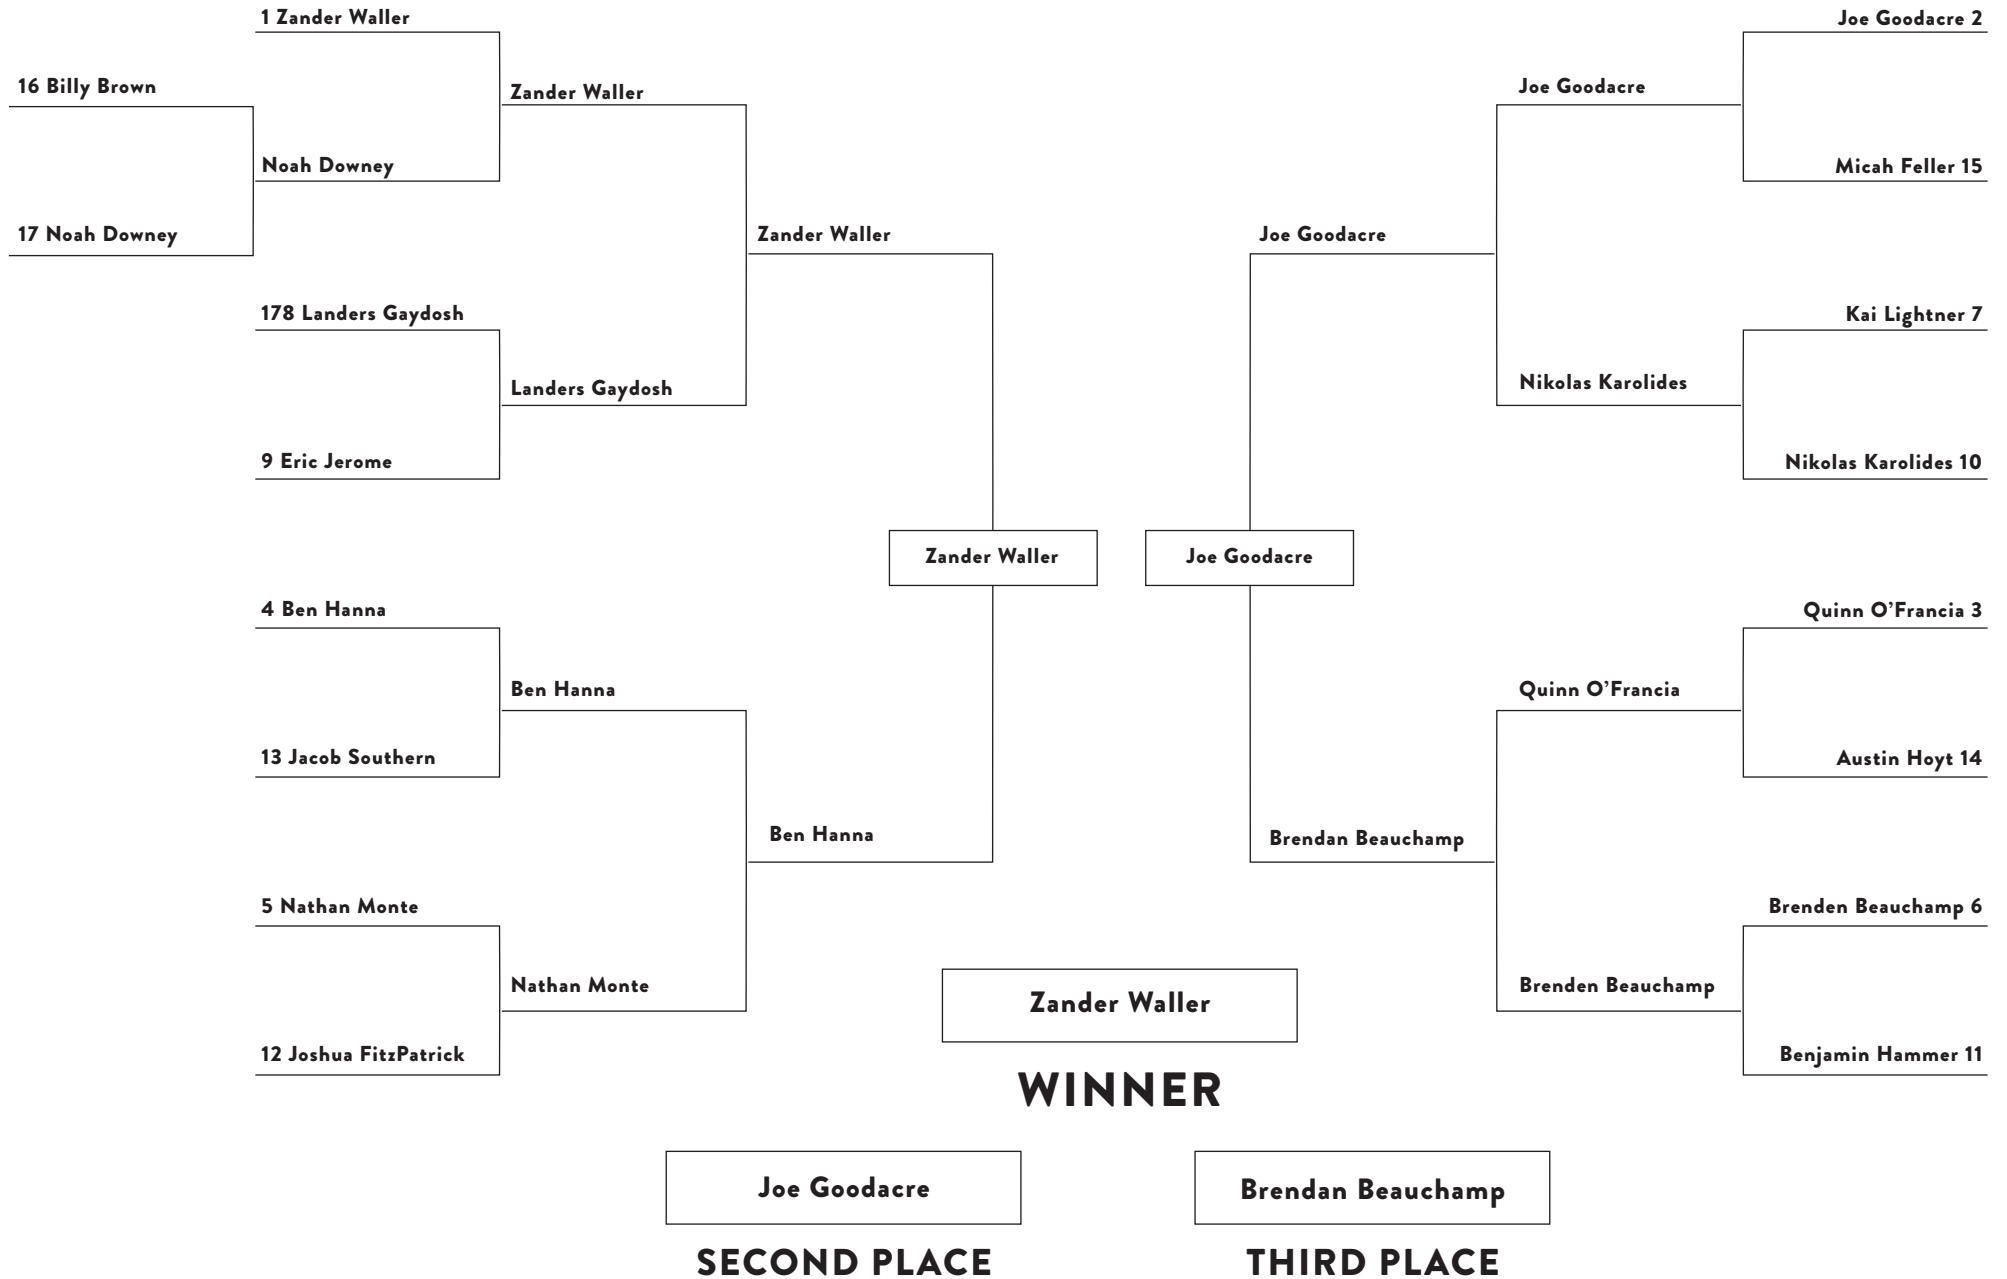 1 Zander Waller
16 Billy Brown
Zander Waller
Noah Downey
17 Noah Downey
Zander Waller
178 Landers Gaydosh
Landers Gaydosh
9 Eric Jerome
Zander Waller
4 Ben Hanna
Ben Hanna
13 Jacob Southern
Ben Hanna
5 Nathan Monte
Nathan Monte
12 Joshua FitzPatrick
Joe Goodacre 2
Joe Goodacre
Micah Feller 15
Joe Goodacre
Kai Lightner 7
Nikolas Karolides
Nikolas Karolides 10
Joe Goodacre
Quinn O’Francia 3
Quinn O’Francia
Austin Hoyt 14
Brendan Beauchamp
Brenden Beauchamp 6
Brenden Beauchamp
Benjamin Hammer 11
Zander Waller
WINNER
Joe Goodacre
SECOND PLACE
Brendan Beauchamp
THIRD PLACE